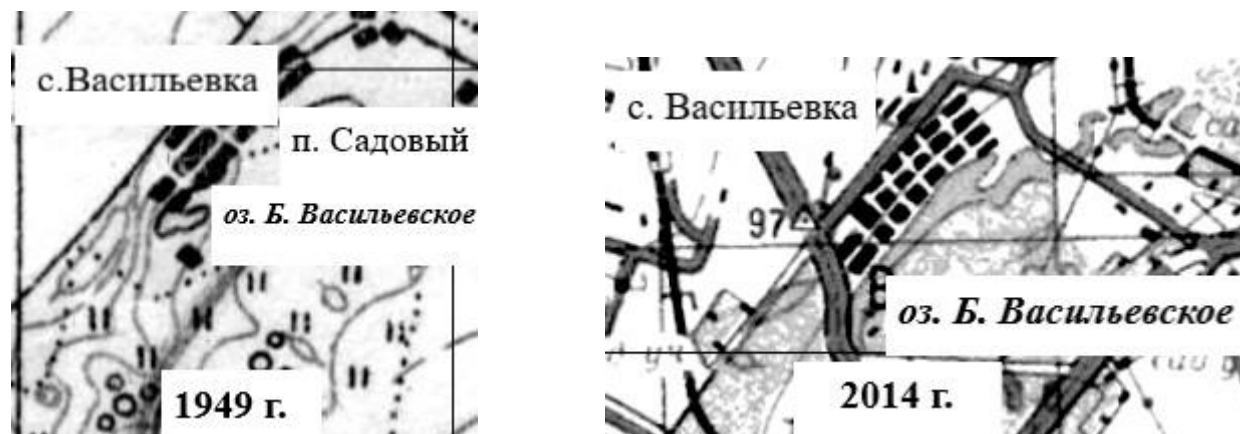 с.Васильевка
п. Садовый
оз. Б. Васильевское
1949 г.
с. Васильевка
97
оз. Б. Васильевское
2014 г.